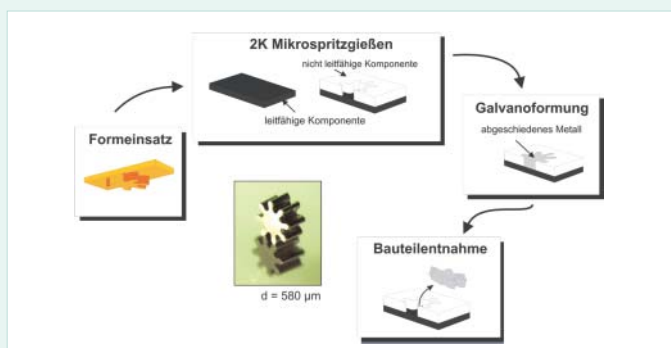 2K Mikrospritzgießen
nicht leitfähige Komponente
leitfähige Komponente
Formeinsatz
Galvanoformung
abgeschiedenes Metall
Bauteilentnahme
d = 580 µm